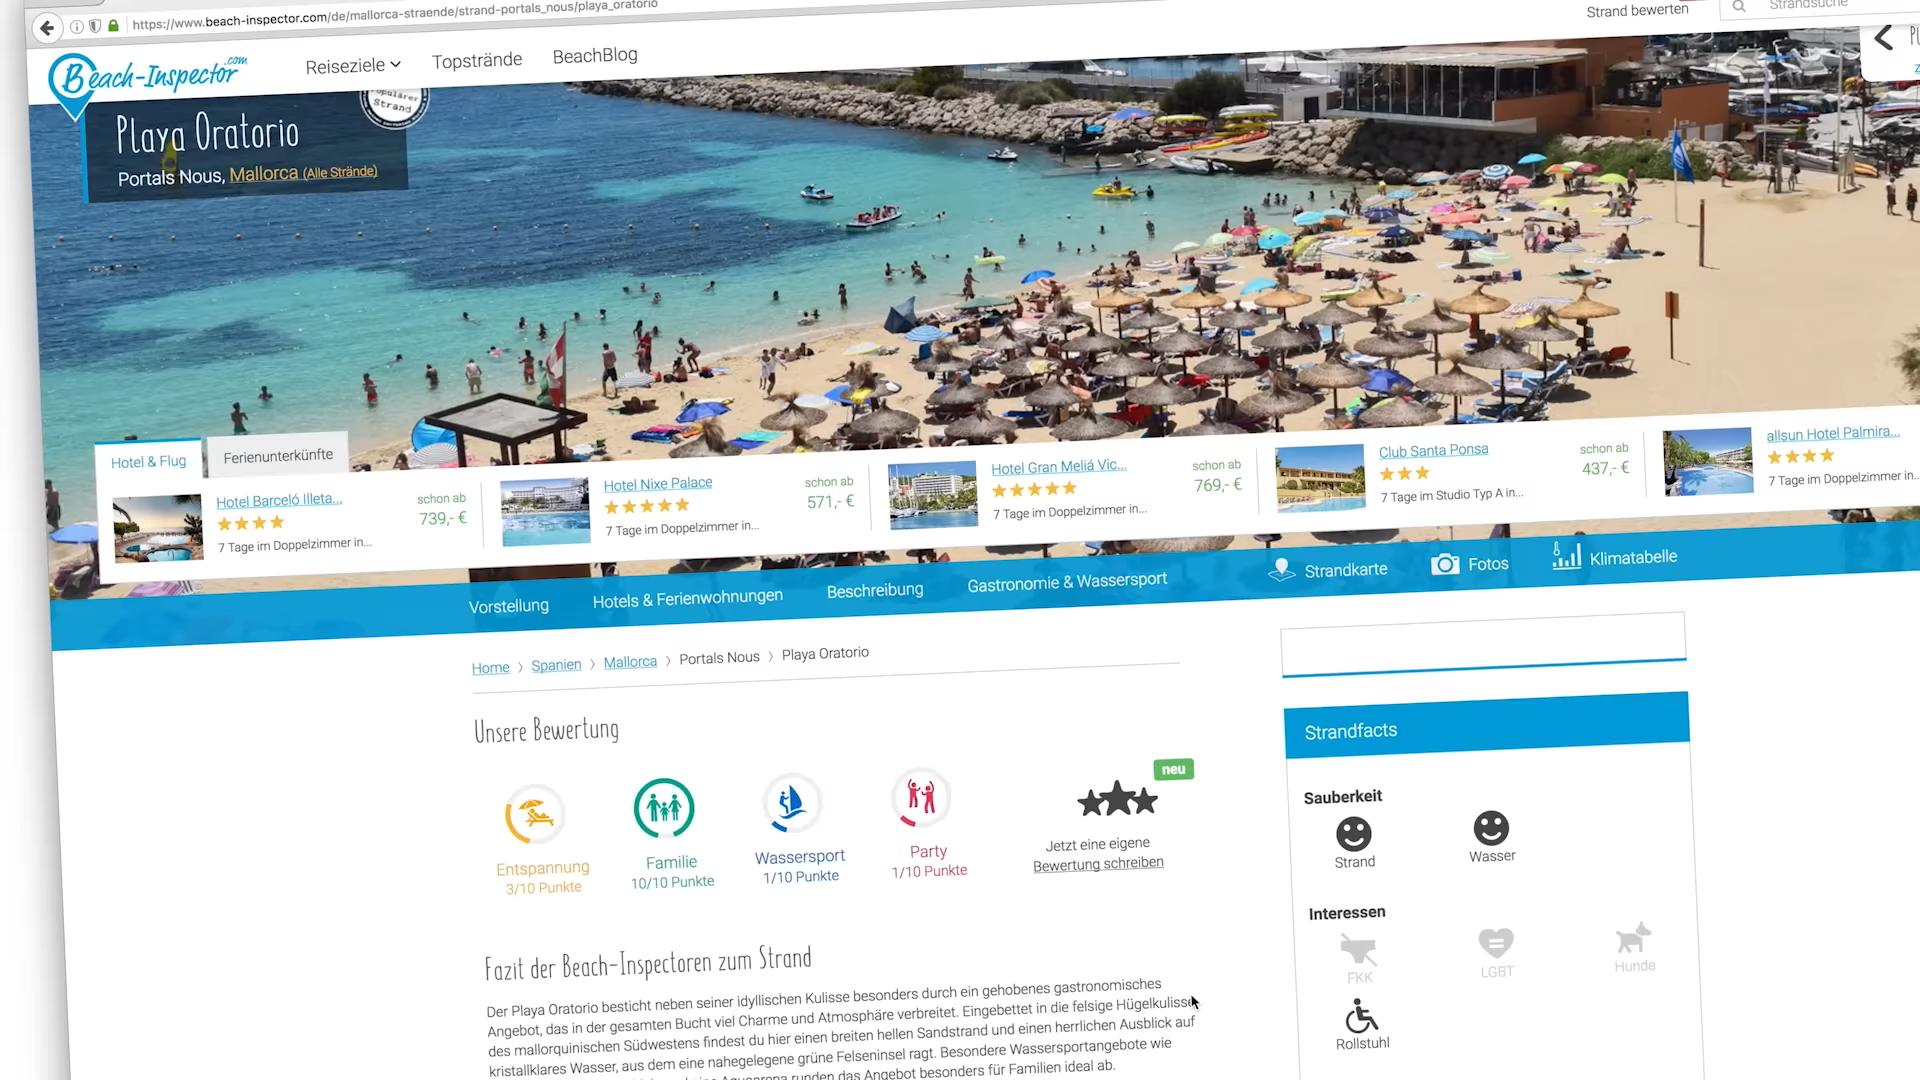 https://www.beach-inspector.com/de/mallorca-straende/strand-portals_nous/playa_oratorio
Strand bewerten
Strandsuche
Beach-Inspector.com
Reiseziele
Topstrände
BeachBlog
Populärer
Strand
Playa Oratorio
Portals Nous, Mallorca (Alle Strände)
Hotel & Flug
Ferienunterkünfte
Hotel Barceló Illeta...
schon ab
739,- €
7 Tage im Doppelzimmer in...
Hotel Nixe Palace
schon ab
571,- €
7 Tage im Doppelzimmer in...
Hotel Gran Meliá Vic...
schon ab
769,- €
7 Tage im Doppelzimmer in...
Club Santa Ponsa
schon ab
437,- €
7 Tage im Studio Typ A in...
allsun Hotel Palmira...
7 Tage im Doppelzimmer in...
Vorstellung
Hotels & Ferienwohnungen
Beschreibung
Gastronomie & Wassersport
Strandkarte
Fotos
Klimatabelle
Home > Spanien > Mallorca > Portals Nous > Playa Oratorio
Unsere Bewertung
Entspannung
3/10 Punkte
Familie
10/10 Punkte
Wassersport
1/10 Punkte
Party
1/10 Punkte
neu
Jetzt eine eigene
Bewertung schreiben
Fazit der Beach-Inspectoren zum Strand
Der Playa Oratorio besticht neben seiner idyllischen Kulisse besonders durch ein gehobenes gastronomisches
Angebot, das in der gesamten Bucht viel Charme und Atmosphäre verbreitet. Eingebettet in die felsige Hügelkulisse
des mallorquinischen Südwestens findest du hier einen breiten hellen Sandstrand und einen herrlichen Ausblick auf
kristallklares Wasser, aus dem eine nahegelegene grüne Felseninsel ragt. Besondere Wassersportangebote wie
runden das Angebot besonders für Familien ideal ab.
Strandfacts
Sauberkeit
Strand
Wasser
Interessen
FKK
LGBT
Hunde
Rollstuhl